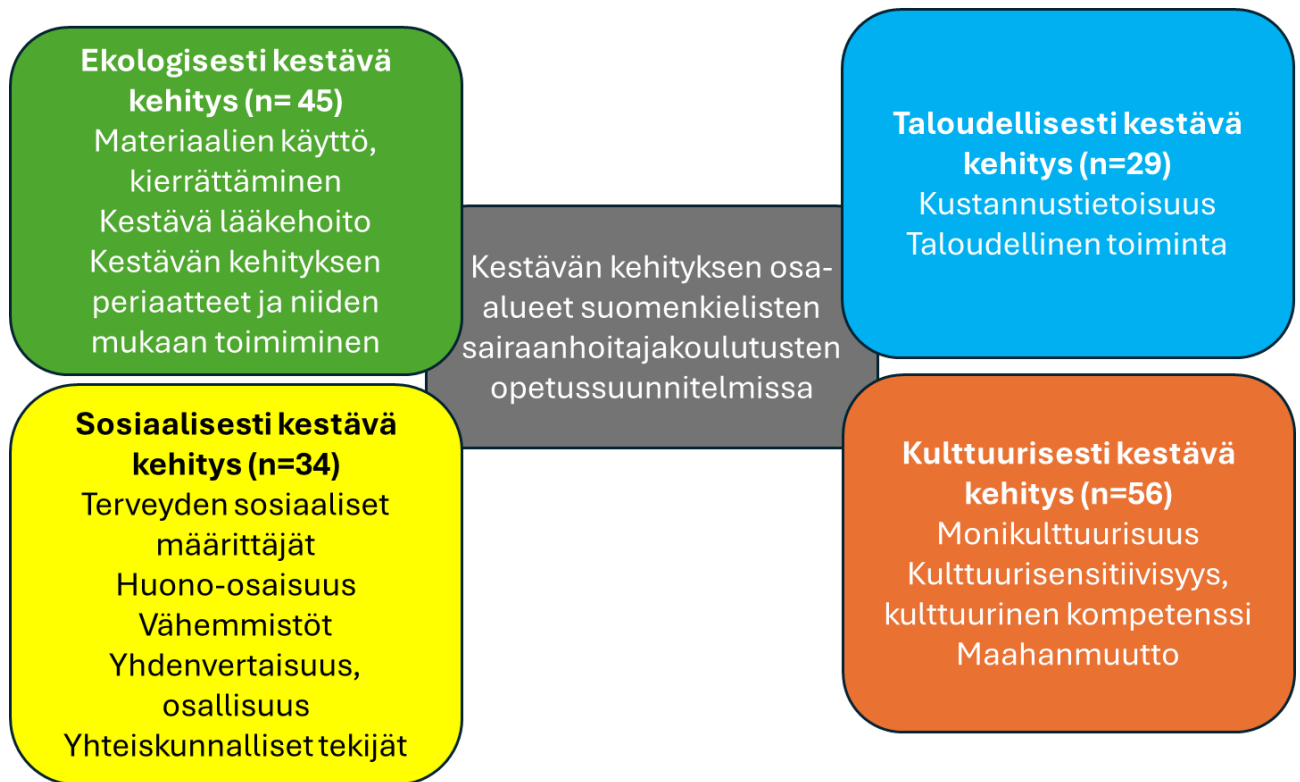 Ekologisesti kestävä
kehitys (n= 45)
Materiaalien käyttö,
kierrättäminen
Kestävä lääkehoito
Kestävän kehityksen
periaatteet ja niiden
mukaan toimiminen
Taloudellisesti kestävä
kehitys (n=29)
Kustannustietoisuus
Taloudellinen toiminta
Kestävän kehityksen osa-
alueet suomenkielisten
sairaanhoitajakoulutusten
opetussuunnitelmissa
Sosiaalisesti kestävä
kehitys (n=34)
Terveyden sosiaaliset
määrittäjät
Huono-osaisuus
Vähemmistöt
Yhdenvertaisuus,
osallisuus
Yhteiskunnalliset tekijät
Kulttuurisesti kestävä
kehitys (n=56)
Monikulttuurisuus
Kulttuurisensitiivisyys,
kulttuurinen kompetenssi
Maahanmuutto